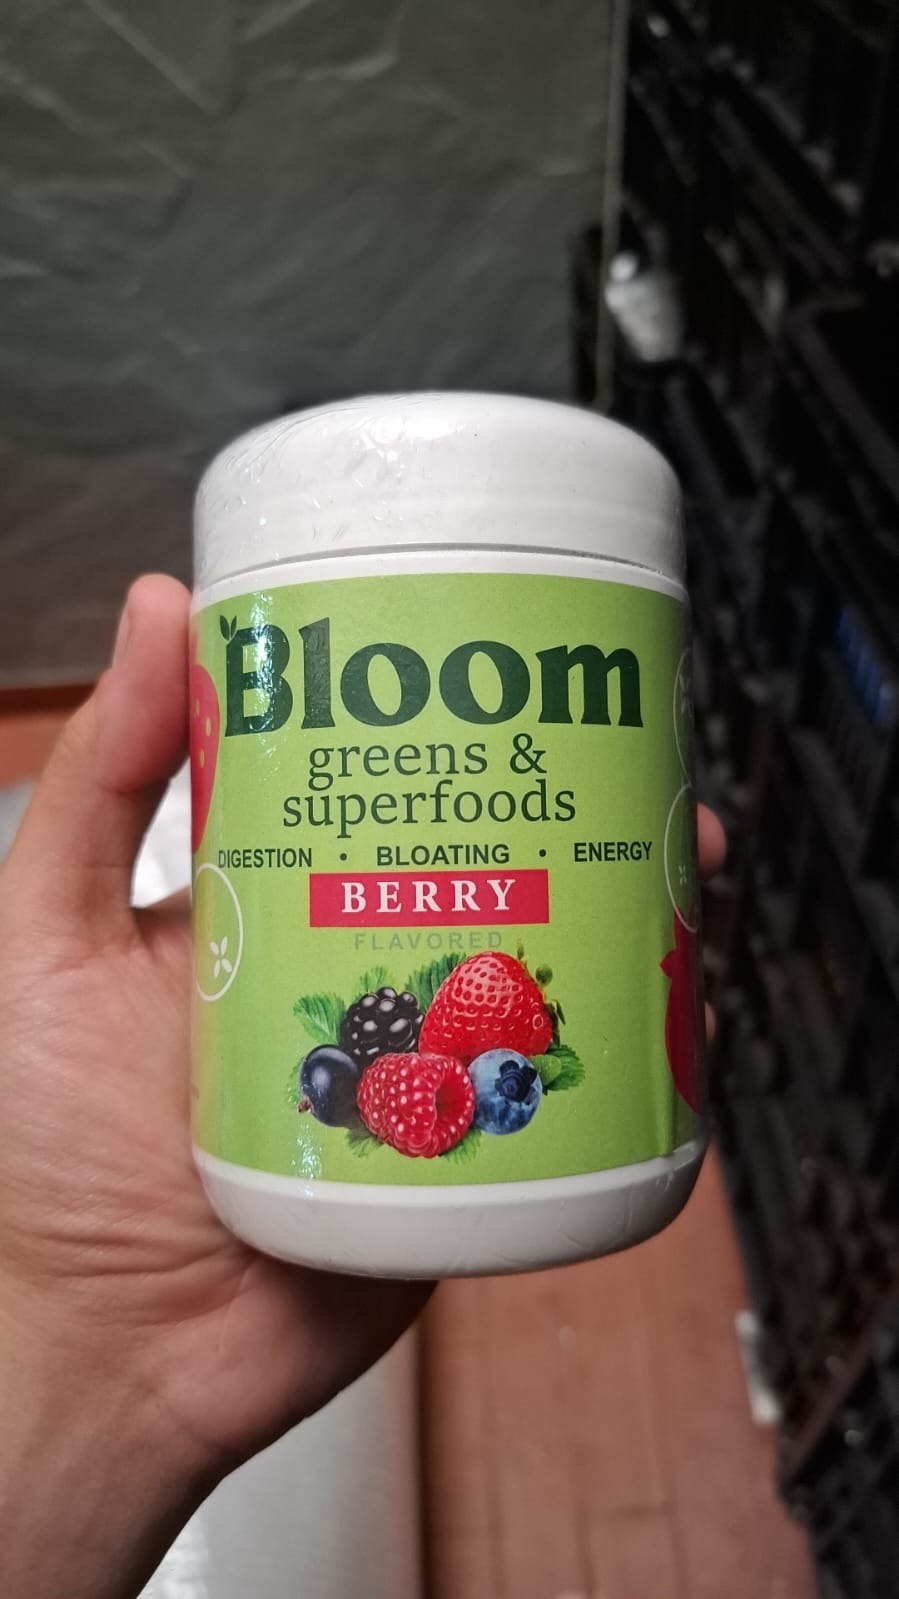 Bloom
greens &
superfoods
DIGESTION • BLOATING • ENERGY
BERRY
FLAVORED